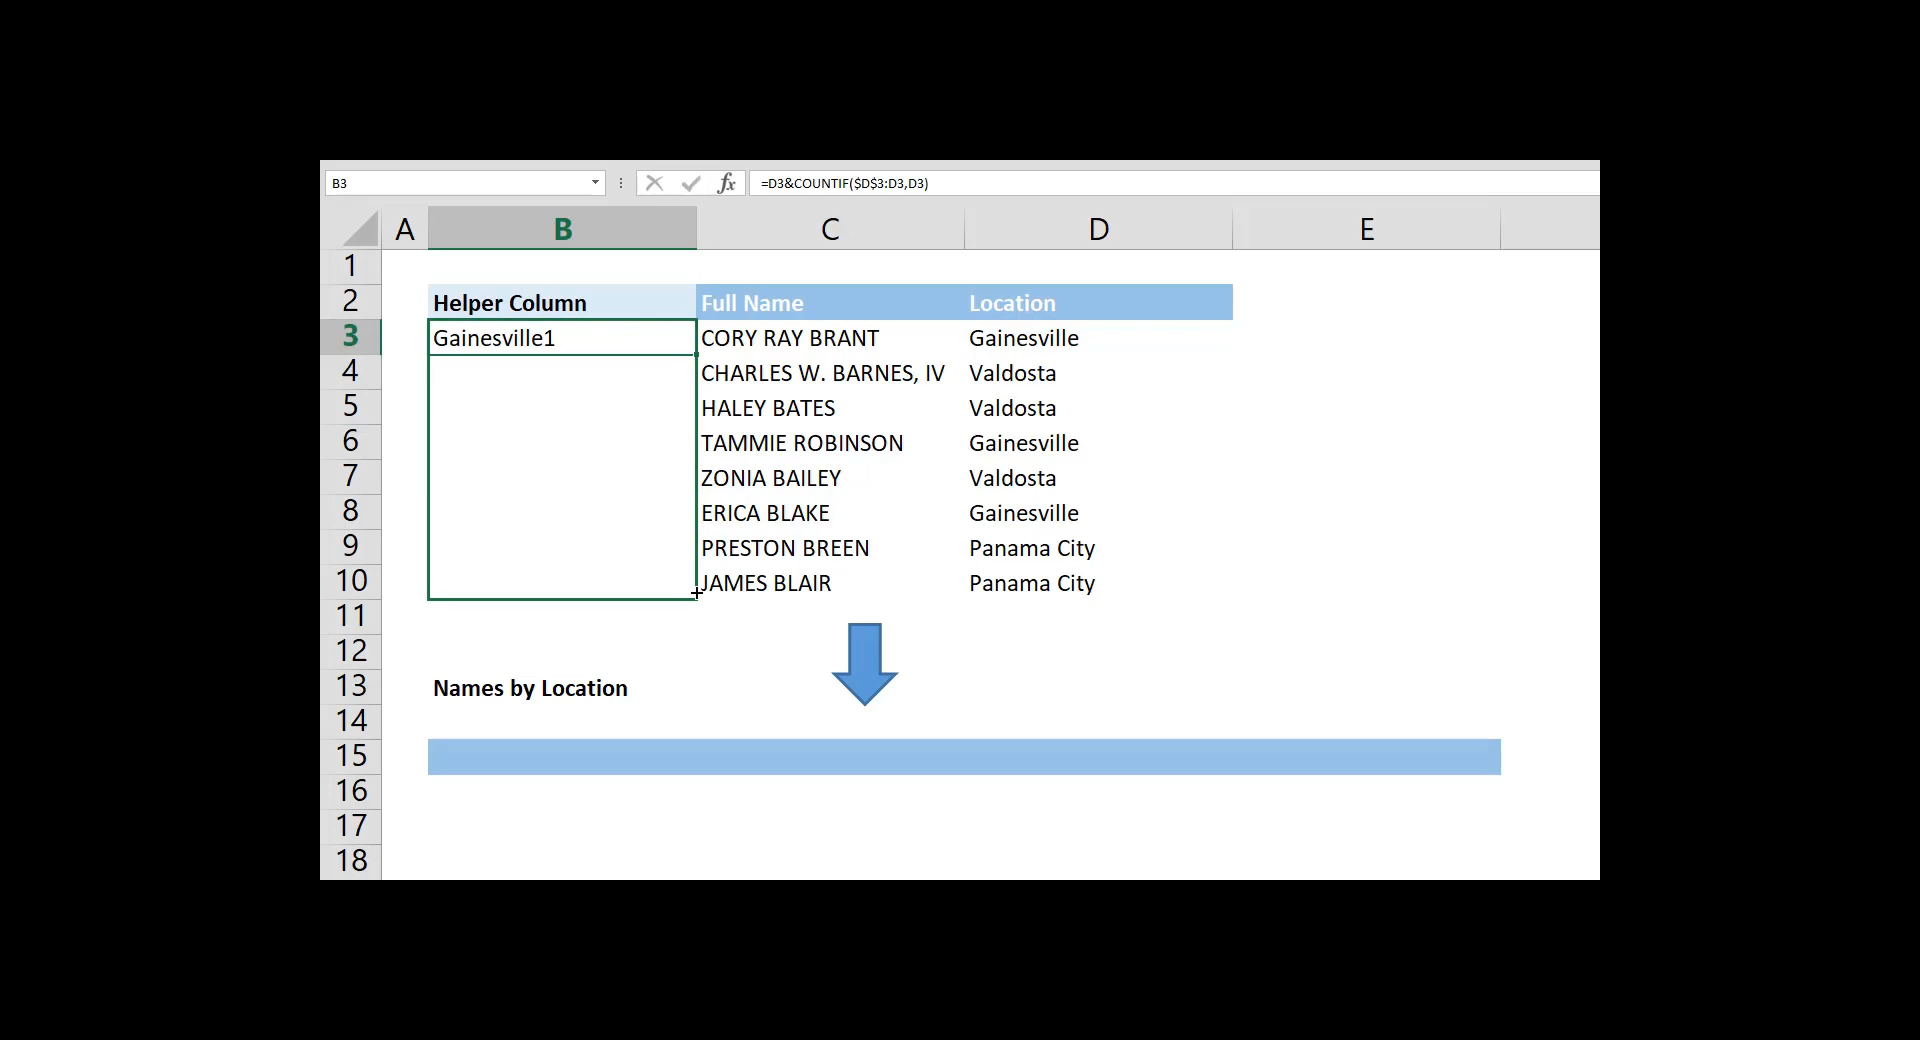 B3 fx =D3&COUNTIF($D$3:D3,D3)
A B C D E
1
2 Helper Column Full Name Location
3 Gainesville1 CORY RAY BRANT Gainesville
4 CHARLES W. BARNES, IV Valdosta
5 HALEY BATES Valdosta
6 TAMMIE ROBINSON Gainesville
7 ZONIA BAILEY Valdosta
8 ERICA BLAKE Gainesville
9 PRESTON BREEN Panama City
10 JAMES BLAIR Panama City
11
12
13 Names by Location
14
15
16
17
18